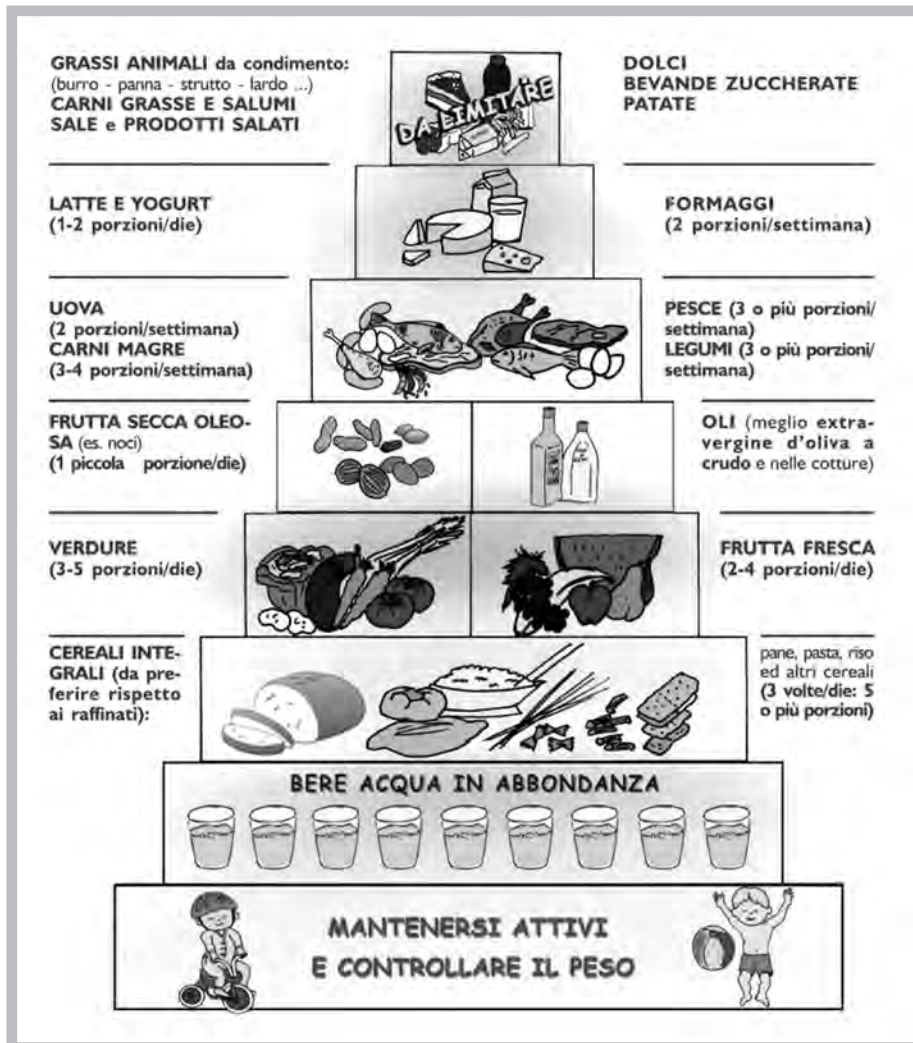 GRASSI ANIMALI da condimento:
(burro - panna - strutto - lardo ...)
CARNI GRASSE E SALUMI
SALE e PRODOTTI SALATI
DA LIMITARE
DOLCI
BEVANDE ZUCCHERATE
PATATE
LATTE E YOGURT
(1-2 porzioni/die)
FORMAGGI
(2 porzioni/settimana)
UOVA
(2 porzioni/settimana)
CARNI MAGRE
(3-4 porzioni/settimana)
PESCE (3 o più porzioni/
settimana)
LEGUMI (3 o più porzioni/
settimana)
FRUTTA SECCA OLEO-
SA (es. noci)
(1 piccola porzione/die)
OLI (meglio extra-
vergine d'oliva a
crudo e nelle cotture)
VERDURE
(3-5 porzioni/die)
FRUTTA FRESCA
(2-4 porzioni/die)
CEREALI INTE-
GRALI (da pre-
ferire rispetto
ai raffinati):
pane, pasta, riso
ed altri cereali
(3 volte/die: 5
o più porzioni)
BERE ACQUA IN ABBONDANZA
MANTENERSI ATTIVI
E CONTROLLARE IL PESO